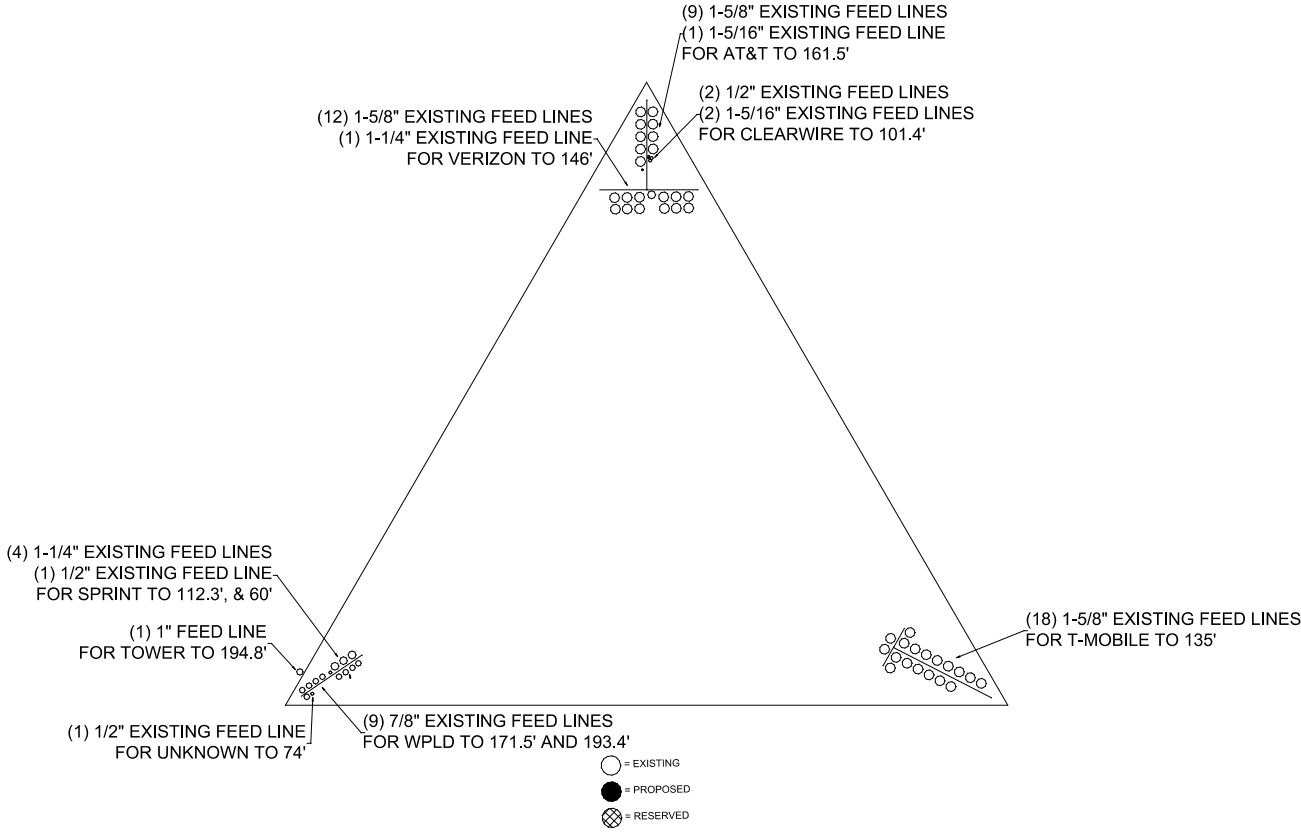 (9) 1-5/8" EXISTING FEED LINES
(1) 1-5/16" EXISTING FEED LINE
FOR AT&T TO 161.5'
(2) 1/2" EXISTING FEED LINES
(2) 1-5/16" EXISTING FEED LINES
FOR CLEARWIRE TO 101.4'
(12) 1-5/8" EXISTING FEED LINES
(1) 1-1/4" EXISTING FEED LINE
FOR VERIZON TO 146'
(4) 1-1/4" EXISTING FEED LINES
(1) 1/2" EXISTING FEED LINE
FOR SPRINT TO 112.3', & 60'
(1) 1" FEED LINE
FOR TOWER TO 194.8'
(18) 1-5/8" EXISTING FEED LINES
FOR T-MOBILE TO 135'
(1) 1/2" EXISTING FEED LINE
FOR UNKNOWN TO 74'
(9) 7/8" EXISTING FEED LINES
FOR WPLD TO 171.5' AND 193.4'
= EXISTING
= PROPOSED
= RESERVED